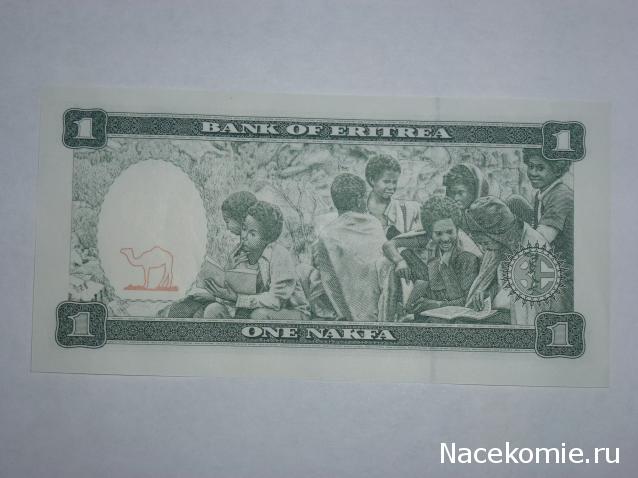 1 BANK OF ERITREA 1
1 ONE NAKFA 1
Nacekomie.ru